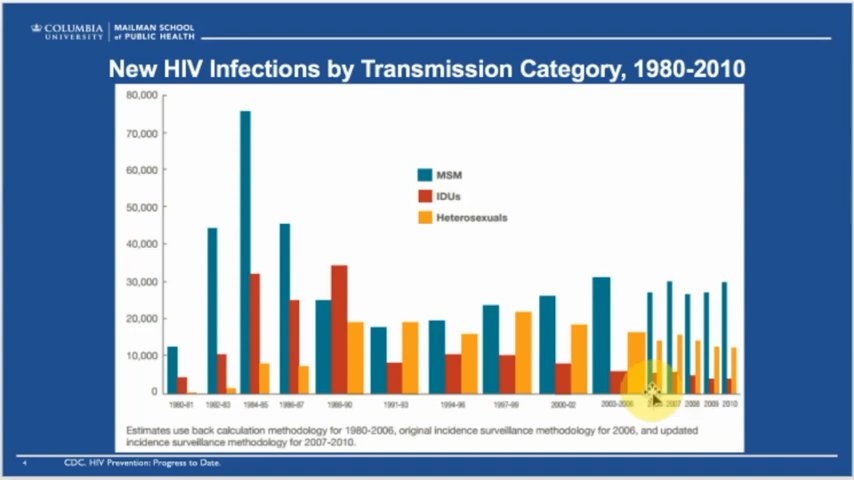 COLUMBIA UNIVERSITY
MAILMAN SCHOOL of PUBLIC HEALTH
New HIV Infections by Transmission Category, 1980-2010
80,000
70,000
60,000
50,000
40,000
30,000
20,000
10,000
0
MSM
IDUs
Heterosexuals
1980-81 1982-83 1984-85 1986-87 1988-90 1991-93 1994-96 1997-99 2000-02 2003-2006 2007 2008 2009 2010
Estimates use back calculation methodology for 1980-2006, original incidence surveillance methodology for 2006, and updated
incidence surveillance methodology for 2007-2010.
4 CDC. HIV Prevention: Progress to Date.